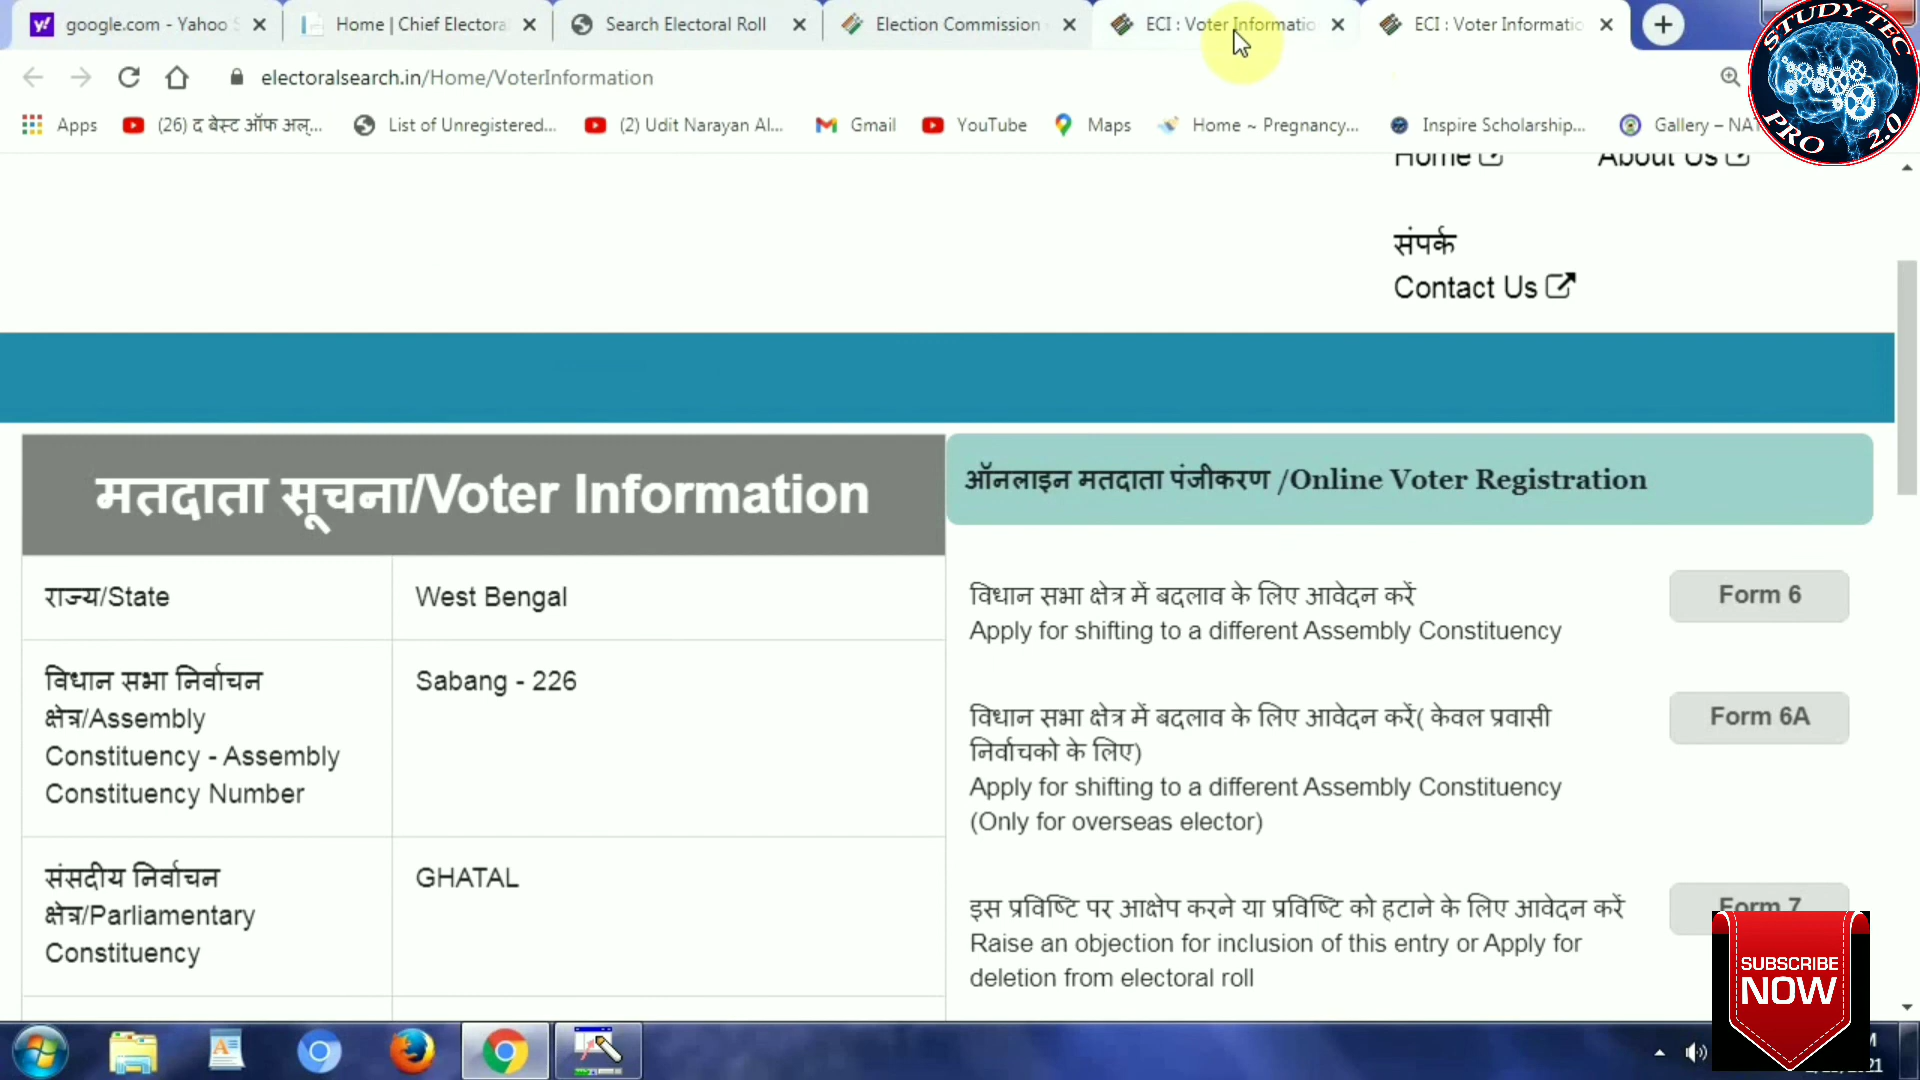 google.com - Yahoo S
Home | Chief Electora
Search Electoral Roll
Election Commission
ECI : Voter Informatio
ECI : Voter Informatio
STUDY TEC
PRO 2.0
electoralsearch.in/Home/VoterInformation
Apps
(26) द बेस्ट ऑफ अल्...
List of Unregistered...
(2) Udit Narayan Al...
Gmail
YouTube
Maps
Home ~ Pregnancy...
Inspire Scholarship...
Gallery – NAT
Home
About Us
संपर्क
Contact Us
मतदाता सूचना/Voter Information
ऑनलाइन मतदाता पंजीकरण /Online Voter Registration
राज्य/State
West Bengal
विधान सभा निर्वाचन
क्षेत्र/Assembly
Constituency - Assembly
Constituency Number
Sabang - 226
संसदीय निर्वाचन
क्षेत्र/Parliamentary
Constituency
GHATAL
विधान सभा क्षेत्र में बदलाव के लिए आवेदन करें
Apply for shifting to a different Assembly Constituency
Form 6
विधान सभा क्षेत्र में बदलाव के लिए आवेदन करें( केवल प्रवासी
निर्वाचको के लिए)
Apply for shifting to a different Assembly Constituency
(Only for overseas elector)
Form 6A
इस प्रविष्टि पर आक्षेप करने या प्रविष्टि को हटाने के लिए आवेदन करें
Raise an objection for inclusion of this entry or Apply for
deletion from electoral roll
Form 7
SUBSCRIBE
NOW